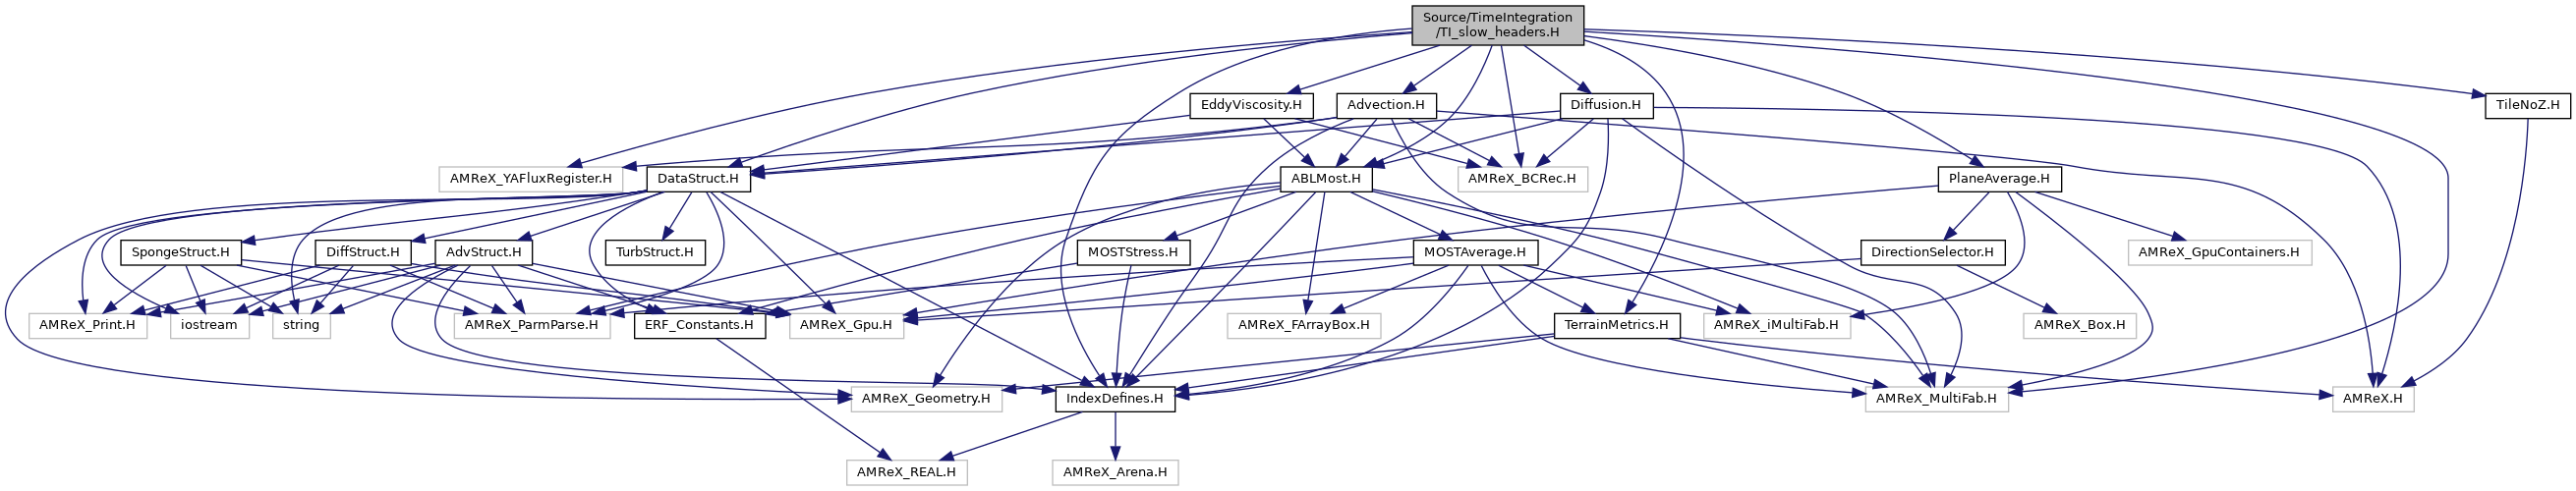 Source/TimeIntegration
/TI_slow_headers.H
EddyViscosity.H
Advection.H
Diffusion.H
TileNoZ.H
AMReX_YAFluxRegister.H
DataStruct.H
ABLMost.H
AMReX_BCRec.H
PlaneAverage.H
SpongeStruct.H
DiffStruct.H
AdvStruct.H
TurbStruct.H
MOSTStress.H
MOSTAverage.H
DirectionSelector.H
AMReX_GpuContainers.H
AMReX_Print.H
iostream
string
AMReX_ParmParse.H
ERF_Constants.H
AMReX_Gpu.H
AMReX_FArrayBox.H
TerrainMetrics.H
AMReX_iMultiFab.H
AMReX_Box.H
AMReX_Geometry.H
IndexDefines.H
AMReX_MultiFab.H
AMReX.H
AMReX_REAL.H
AMReX_Arena.H